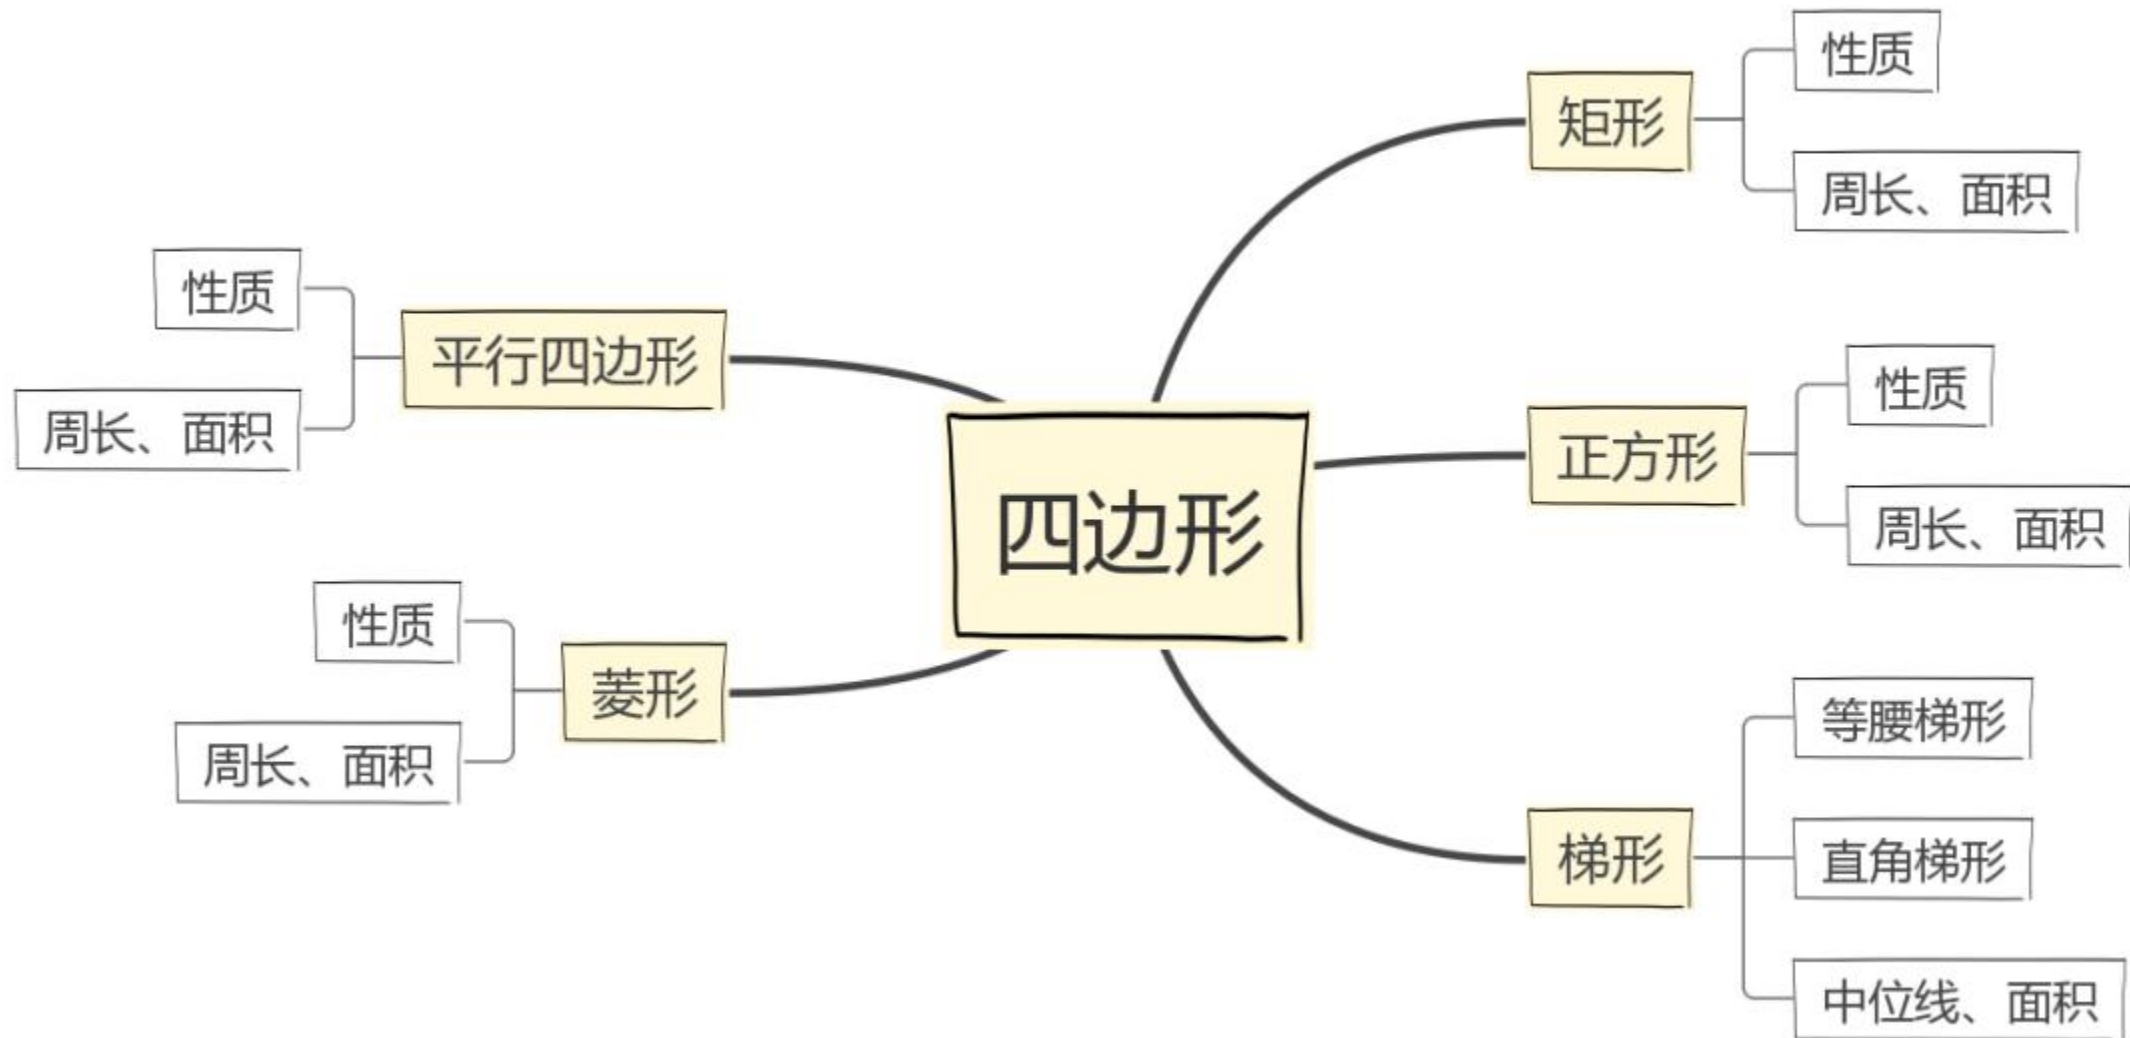 四边形
矩形
性质
周长、面积
正方形
性质
周长、面积
梯形
等腰梯形
直角梯形
中位线、面积
平行四边形
性质
周长、面积
菱形
性质
周长、面积